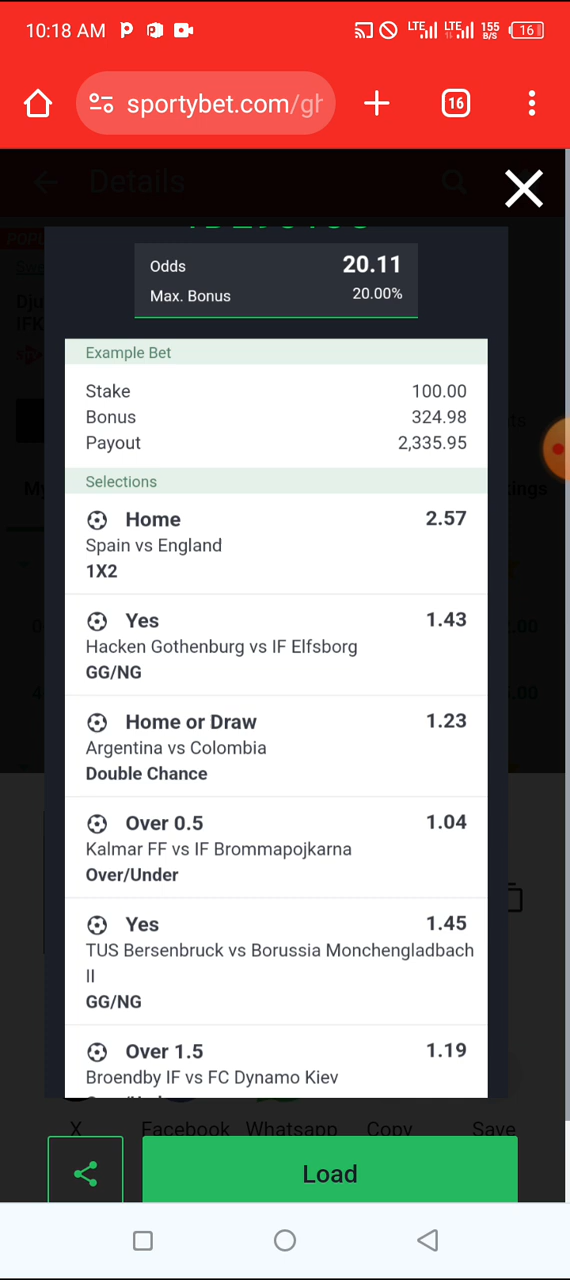 10:18 AM
LTE LTE 155 B/S 16
sportybet.com/gh
16
Details
Odds 20.11
Max. Bonus 20.00%
Example Bet
Stake 100.00
Bonus 324.98
Payout 2,335.95
Selections
Home 2.57
Spain vs England
1X2
Yes 1.43
Hacken Gothenburg vs IF Elfsborg
GG/NG
Home or Draw 1.23
Argentina vs Colombia
Double Chance
Over 0.5 1.04
Kalmar FF vs IF Brommapojkarna
Over/Under
Yes 1.45
TUS Bersenbruck vs Borussia Monchengladbach
II
GG/NG
Over 1.5 1.19
Broendby IF vs FC Dynamo Kiev
X Facebook Whatsapp Copy Save
Load